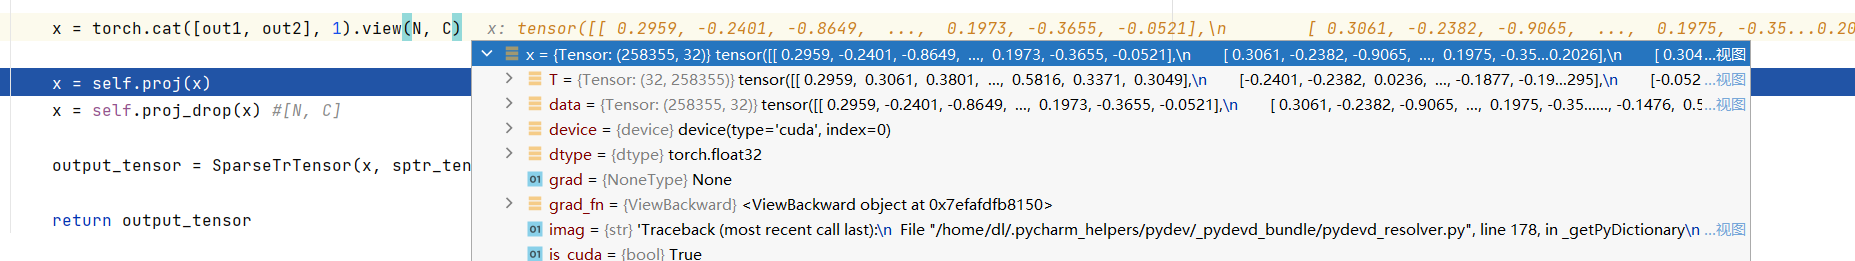 x = torch.cat([out1, out2], 1).view(N, C)  x: tensor([[ 0.2959, -0.2401, -0.8649,  ...,  0.1973, -0.3655, -0.0521],\n        [ 0.3061, -0.2382, -0.9065,  ...,  0.1975, -0.35...0.20
x = {Tensor: (258355, 32)} tensor([[ 0.2959, -0.2401, -0.8649,  ...,  0.1973, -0.3655, -0.0521],\n        [ 0.3061, -0.2382, -0.9065,  ...,  0.1975, -0.35...0.2026],\n        [ 0.304...视图
x = self.proj(x)
T = {Tensor: (32, 258355)} tensor([[ 0.2959, 0.3061, 0.3801,  ...,  0.5816, 0.3371, 0.3049],\n        [-0.2401, -0.2382, 0.0236,  ..., -0.1877, -0.19...295],\n        [-0.052...视图
x = self.proj_drop(x) #[N, C]
data = {Tensor: (258355, 32)} tensor([[ 0.2959, -0.2401, -0.8649,  ...,  0.1973, -0.3655, -0.0521],\n        [ 0.3061, -0.2382, -0.9065,  ...,  0.1975, -0.35......, -0.1476, 0.5...视图
device = {device} device(type='cuda', index=0)
output_tensor = SparseTrTensor(x, sptr_ten
dtype = {dtype} torch.float32
grad = {NoneType} None
return output_tensor
grad_fn = {ViewBackward} <ViewBackward object at 0x7efafdfb8150>
01 imag = {str} 'Traceback (most recent call last):\n  File "/home/dl/.pycharm_helpers/pydev/_pydevd_bundle/pydevd_resolver.py", line 178, in _getPyDictionary\n ...视图
01 is_cuda = {bool} True